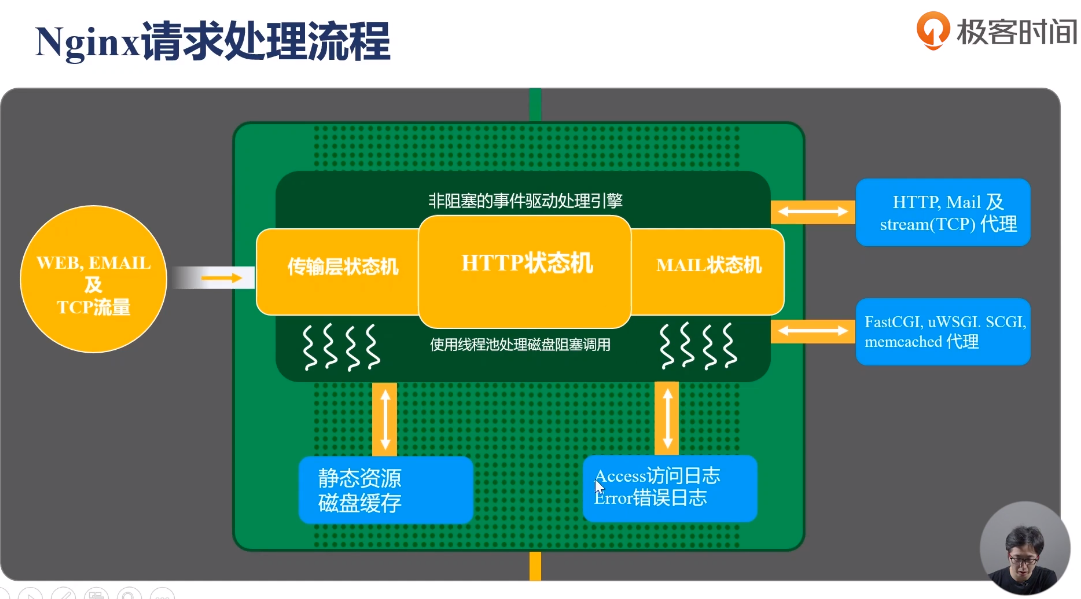 Nginx请求处理流程
极客时间
非阻塞的事件驱动处理引擎
WEB, EMAIL
及
TCP流量
传输层状态机
HTTP状态机
MAIL状态机
使用线程池处理磁盘阻塞调用
HTTP, Mail 及
stream(TCP) 代理
FastCGI, uWSGI. SCGI,
memcached 代理
静态资源
磁盘缓存
Access访问日志
Error错误日志